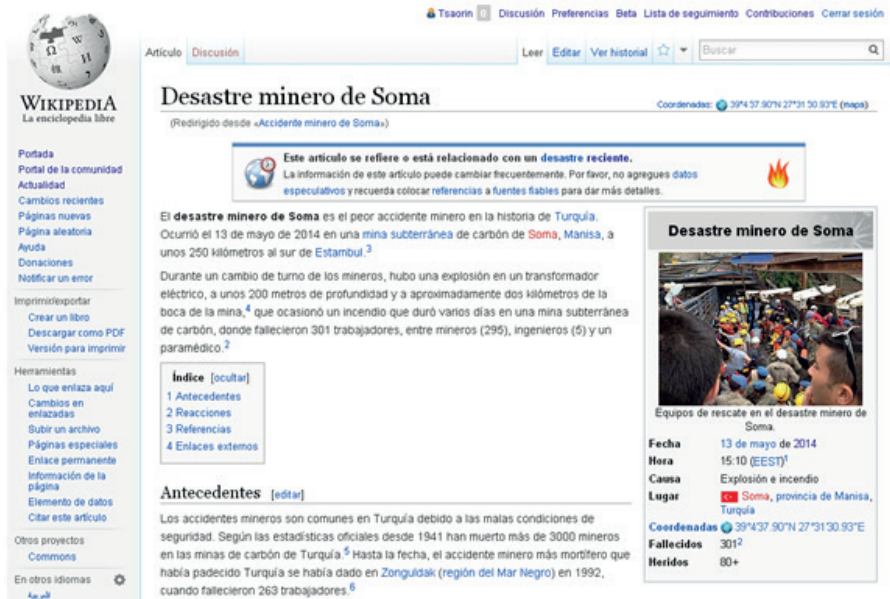 Tsaorin 0 Discusión Preferencias Beta Lista de seguimiento Contribuciones Cerrar sesión
Artículo Discusión Leer Editar Ver historial Buscar
WIKIPEDIA
La enciclopedia libre
Portada
Portal de la comunidad
Actualidad
Cambios recientes
Páginas nuevas
Página aleatoria
Ayuda
Donaciones
Notificar un error
Imprimir/exportar
Crear un libro
Descargar como PDF
Versión para imprimir
Herramientas
Lo que enlaza aquí
Cambios en
enlazadas
Subir un archivo
Páginas especiales
Enlace permanente
Información de la
página
Elemento de datos
Citar este artículo
Otros proyectos
Commons
En otros idiomas
العربية
Desastre minero de Soma
Coordenadas: 39°4′37.90″N 27°31′30.93″E (mapa)
(Redirigido desde «Accidente minero de Soma»)
Este artículo se refiere o está relacionado con un desastre reciente.
La información de este artículo puede cambiar frecuentemente. Por favor, no agregues datos
especulativos y recuerda colocar referencias a fuentes fiables para dar más detalles.
El desastre minero de Soma es el peor accidente minero en la historia de Turquía.
Ocurrió el 13 de mayo de 2014 en una mina subterránea de carbón de Soma, Manisa, a
unos 250 kilómetros al sur de Estambul.3
Durante un cambio de turno de los mineros, hubo una explosión en un transformador
eléctrico, a unos 200 metros de profundidad y a aproximadamente dos kilómetros de la
boca de la mina,4 que ocasionó un incendio que duró varios días en una mina subterránea
de carbón, donde fallecieron 301 trabajadores, entre mineros (295), ingenieros (5) y un
paramédico.2
Índice [ocultar]
1 Antecedentes
2 Reacciones
3 Referencias
4 Enlaces externos
Antecedentes [editar]
Los accidentes mineros son comunes en Turquía debido a las malas condiciones de
seguridad. Según las estadísticas oficiales desde 1941 han muerto más de 3000 mineros
en las minas de carbón de Turquía.5 Hasta la fecha, el accidente minero más mortífero que
había padecido Turquía se había dado en Zonguldak (región del Mar Negro) en 1992,
cuando fallecieron 263 trabajadores.6
Desastre minero de Soma
Equipos de rescate en el desastre minero de
Soma.
Fecha 13 de mayo de 2014
Hora 15:10 (EEST)1
Causa Explosión e incendio
Lugar Soma, provincia de Manisa,
Turquía
Coordenadas 39°4′37.90″N 27°31′30.93″E
Fallecidos 3012
Heridos 80+